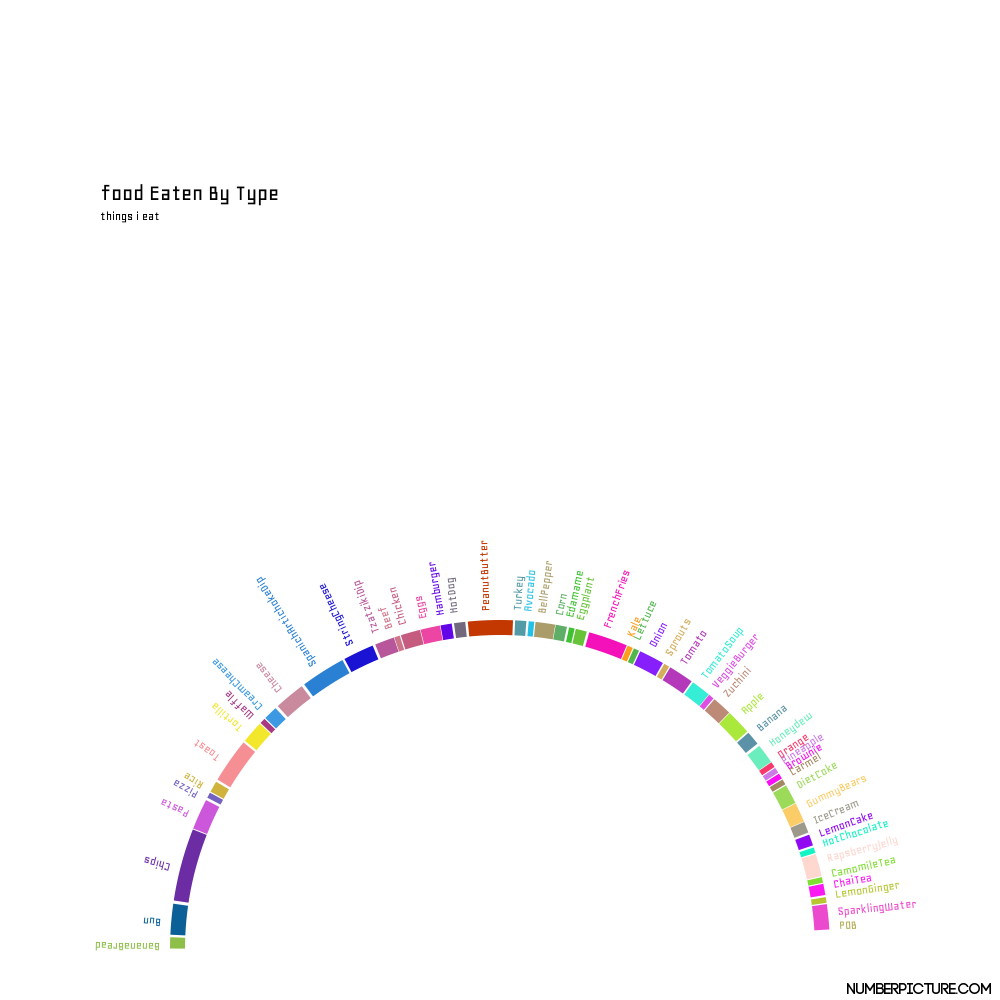 food Eaten By Type
things i eat
BananaBread
Bun
Chips
Pasta
Pizza
Rice
Toast
Tortilla
Waffle
CreamCheese
Cheese
SpanichArtichokeDip
StringCheese
TzatzikiDip
Beef
Chicken
Eggs
Hamburger
HotDog
PeanutButter
Turkey
Avocado
BellPepper
Corn
Edamame
Eggplant
FrenchFries
Kale
Lettuce
Onion
Sprouts
Tomato
TomatoSoup
VeggieBurger
Zuchini
Apple
Banana
Honeydew
Orange
Pineapple
Brownie
Carmel
DietCoke
GummyBears
IceCream
LemonCake
HotChocolate
RapsberryJelly
CamomileTea
ChaiTea
LemonGinger
SparklingWater
POB
NUMBERPICTURE.COM